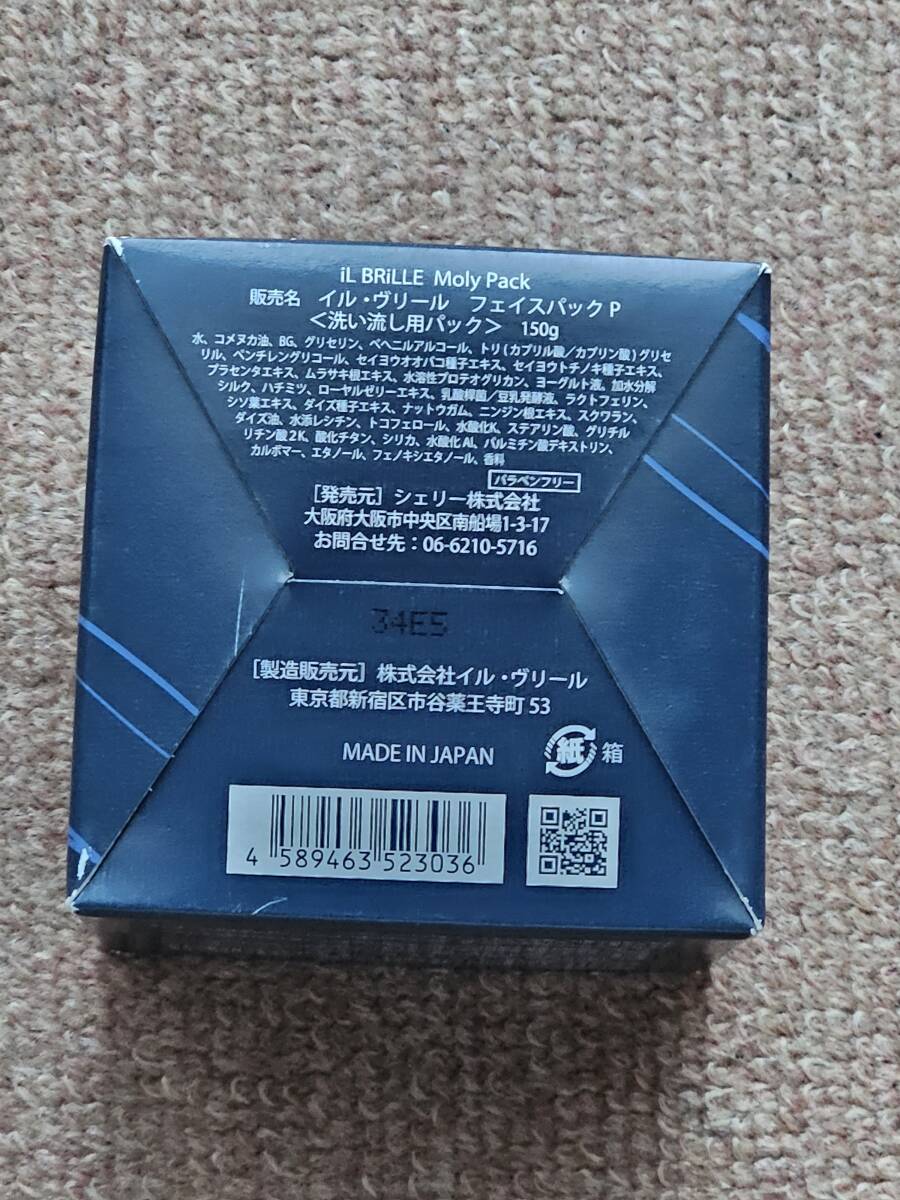 iL BRiLLE Moly Pack
販売名 イル・ヴリール フェイスパック P
＜洗い流し用パック＞ 150g
水、コメヌカ油、BG、グリセリン、ベヘニルアルコール、トリ(カプリル酸／カプリン酸)グリセ
リル、ペンチレングリコール、セイヨウオオバコ種子エキス、セイヨウトチノキ種子エキス、
プラセンタエキス、ムラサキ根エキス、水溶性プロテオグリカン、ヨーグルト液、加水分解
シルク、ハチミツ、ローヤルゼリーエキス、乳酸桿菌／豆乳発酵液、ラクトフェリン、
シソ葉エキス、ダイズ種子エキス、ナットウガム、ニンジン根エキス、スクワラン、
ダイズ油、水添レシチン、トコフェロール、水酸化K、ステアリン酸、グリチル
リチン酸2K、酸化チタン、シリカ、水酸化Al、パルミチン酸デキストリン、
カルボマー、エタノール、フェノキシエタノール、香料
パラベンフリー
［発売元］シェリー株式会社
大阪府大阪市中央区南船場1-3-17
お問合せ先：06-6210-5716
34E5
［製造販売元］株式会社イル・ヴリール
東京都新宿区市谷薬王寺町 53
MADE IN JAPAN
紙 箱
4 589463 523036